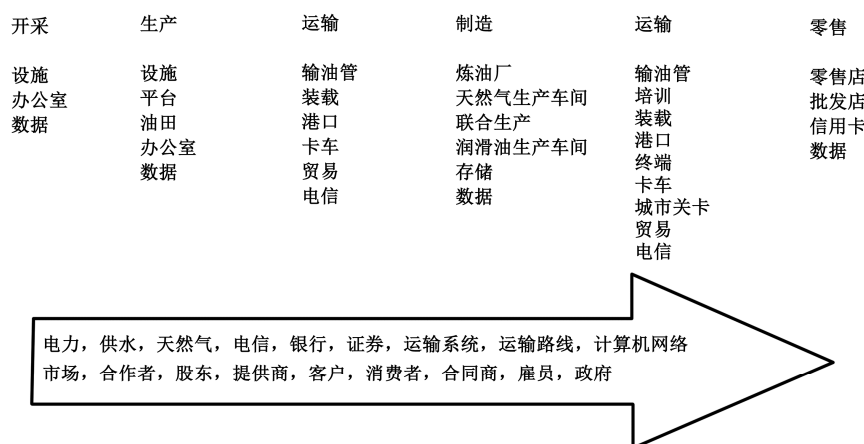 开采
设施
办公室
数据
生产
设施
平台
油田
办公室
数据
运输
输油管
装载
港口
卡车
贸易
电信
制造
炼油厂
天然气生产车间
联合生产
润滑油生产车间
存储
数据
运输
输油管
培训
装载
港口
终端
卡车
城市关卡
贸易
电信
零售
零售店
批发店
信用卡
数据
电力，供水，天然气，电信，银行，证券，运输系统，运输路线，计算机网络
市场，合作者，股东，提供商，客户，消费者，合同商，雇员，政府